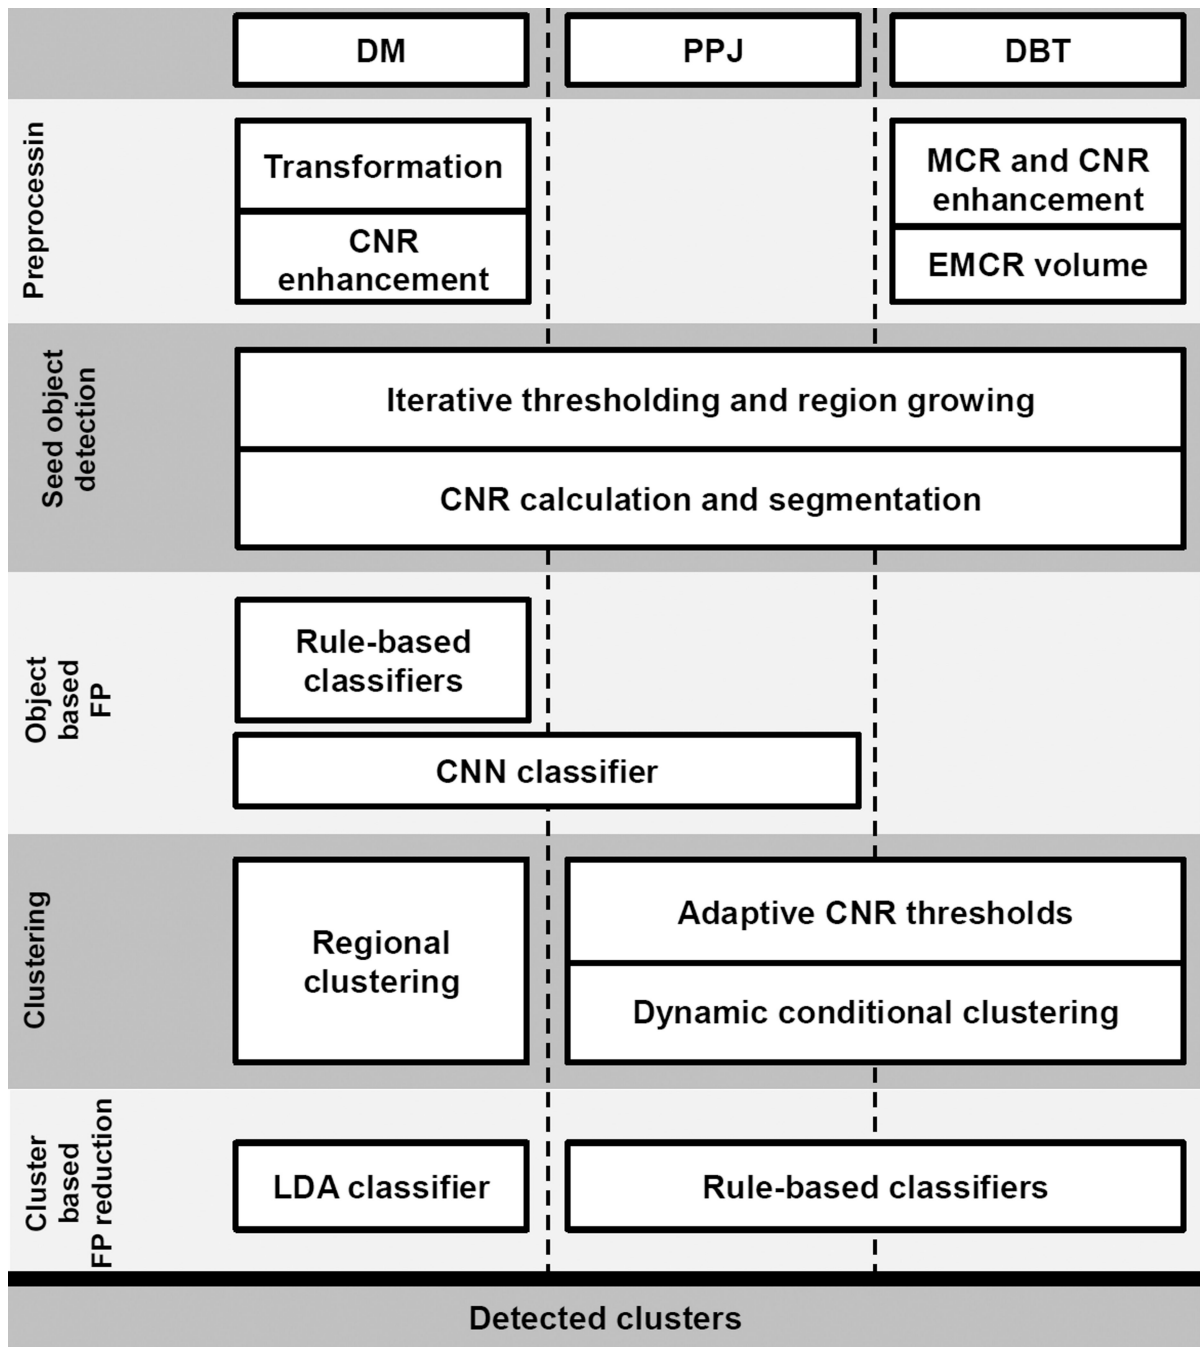 DM
PPJ
DBT
Preprocessin
Transformation
CNR
enhancement
MCR and CNR
enhancement
EMCR volume
Seed object
detection
Iterative thresholding and region growing
CNR calculation and segmentation
Object
based
FP
Rule-based
classifiers
CNN classifier
Clustering
Regional
clustering
Adaptive CNR thresholds
Dynamic conditional clustering
Cluster
based
FP reduction
LDA classifier
Rule-based classifiers
Detected clusters